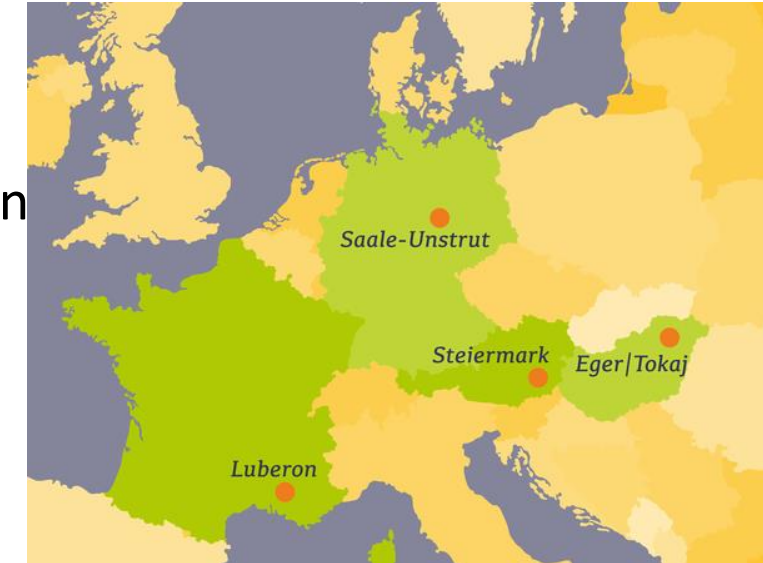 n
Saale-Unstrut
Steiermark
Eger|Tokaj
Luberon